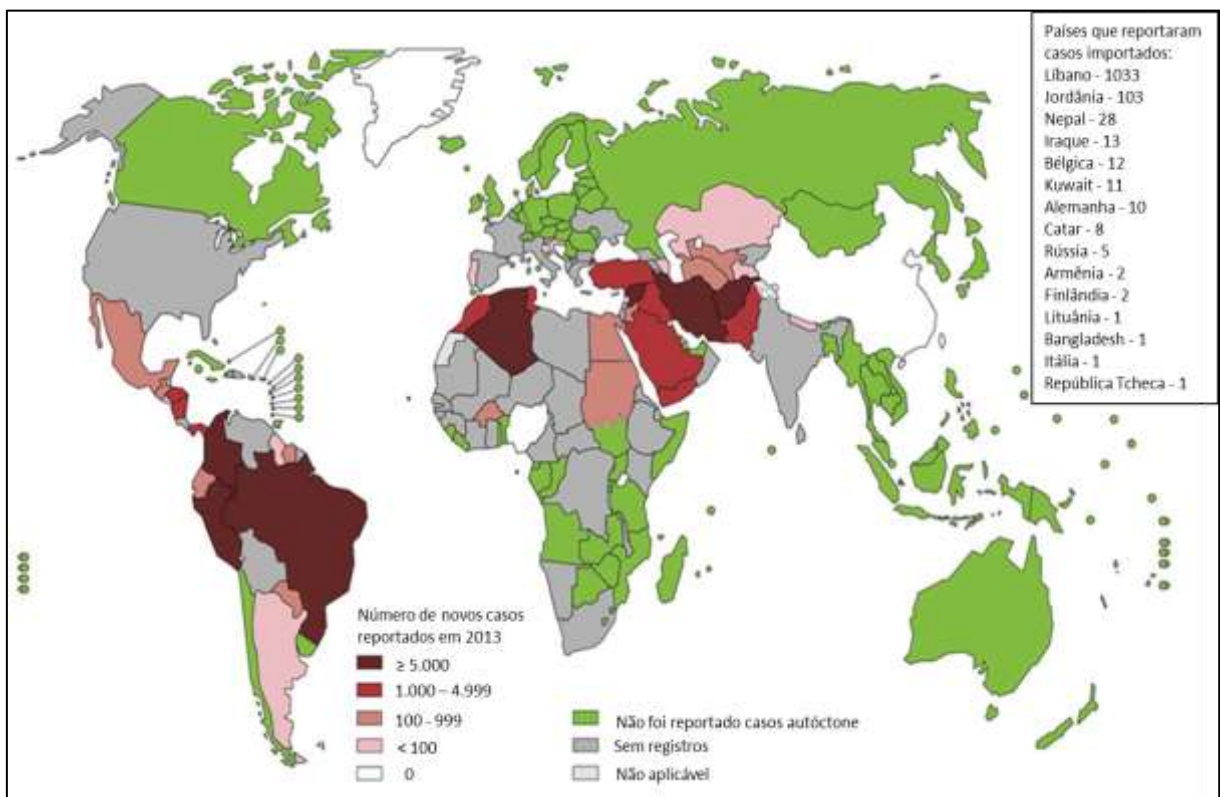 Países que reportaram
casos importados:
Líbano - 1033
Jordânia - 103
Nepal - 28
Iraque - 13
Bélgica - 12
Kuwait - 11
Alemanha - 10
Catar - 8
Rússia - 5
Armênia - 2
Finlândia - 2
Lituânia - 1
Bangladesh - 1
Itália - 1
República Tcheca - 1
Número de novos casos
reportados em 2013
≥ 5.000
1.000 – 4.999
100 - 999
< 100
0
Não foi reportado casos autóctone
Sem registros
Não aplicável